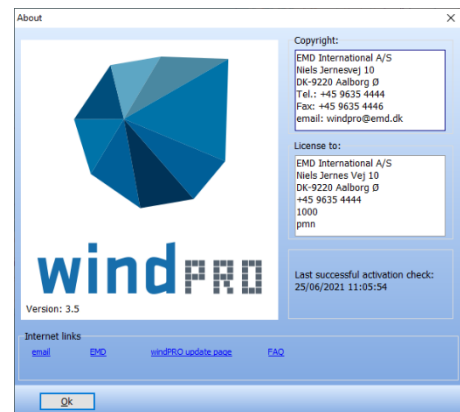 About
windPRO
Version: 3.5
Copyright:
EMD International A/S
Niels Jernesvej 10
DK-9220 Aalborg Ø
Tel.: +45 9635 4444
Fax: +45 9635 4446
email: windpro@emd.dk
License to:
EMD International A/S
Niels Jernes Vej 10
DK-9220 Aalborg Ø
+45 9635 4444
1000
pmn
Last successful activation check:
25/06/2021 11:05:54
Internet links
email EMD windPRO update page FAQ
Ok